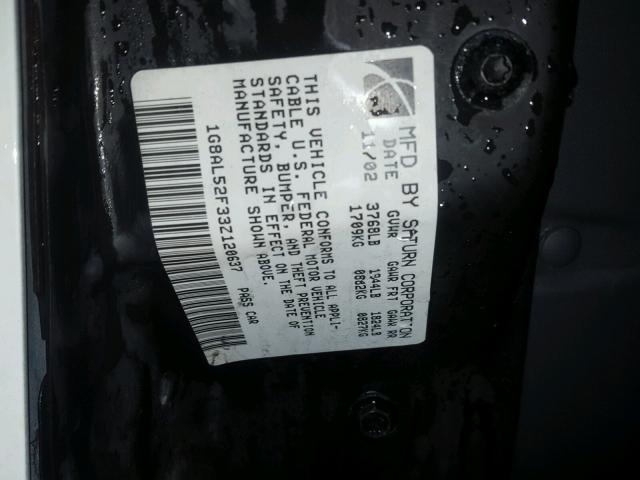 MFD BY SATURN CORPORATION
DATE GVWR GAWR FRT GAWR RR
11/02 3768LB 1944LB 1824LB
1709KG 0882KG 0827KG
THIS VEHICLE CONFORMS TO ALL APPLI-
CABLE U.S. FEDERAL MOTOR VEHICLE
SAFETY, BUMPER, AND THEFT PREVENTION
STANDARDS IN EFFECT ON THE DATE OF
MANUFACTURE SHOWN ABOVE.
1G8AL52F33Z120637 PASS CAR